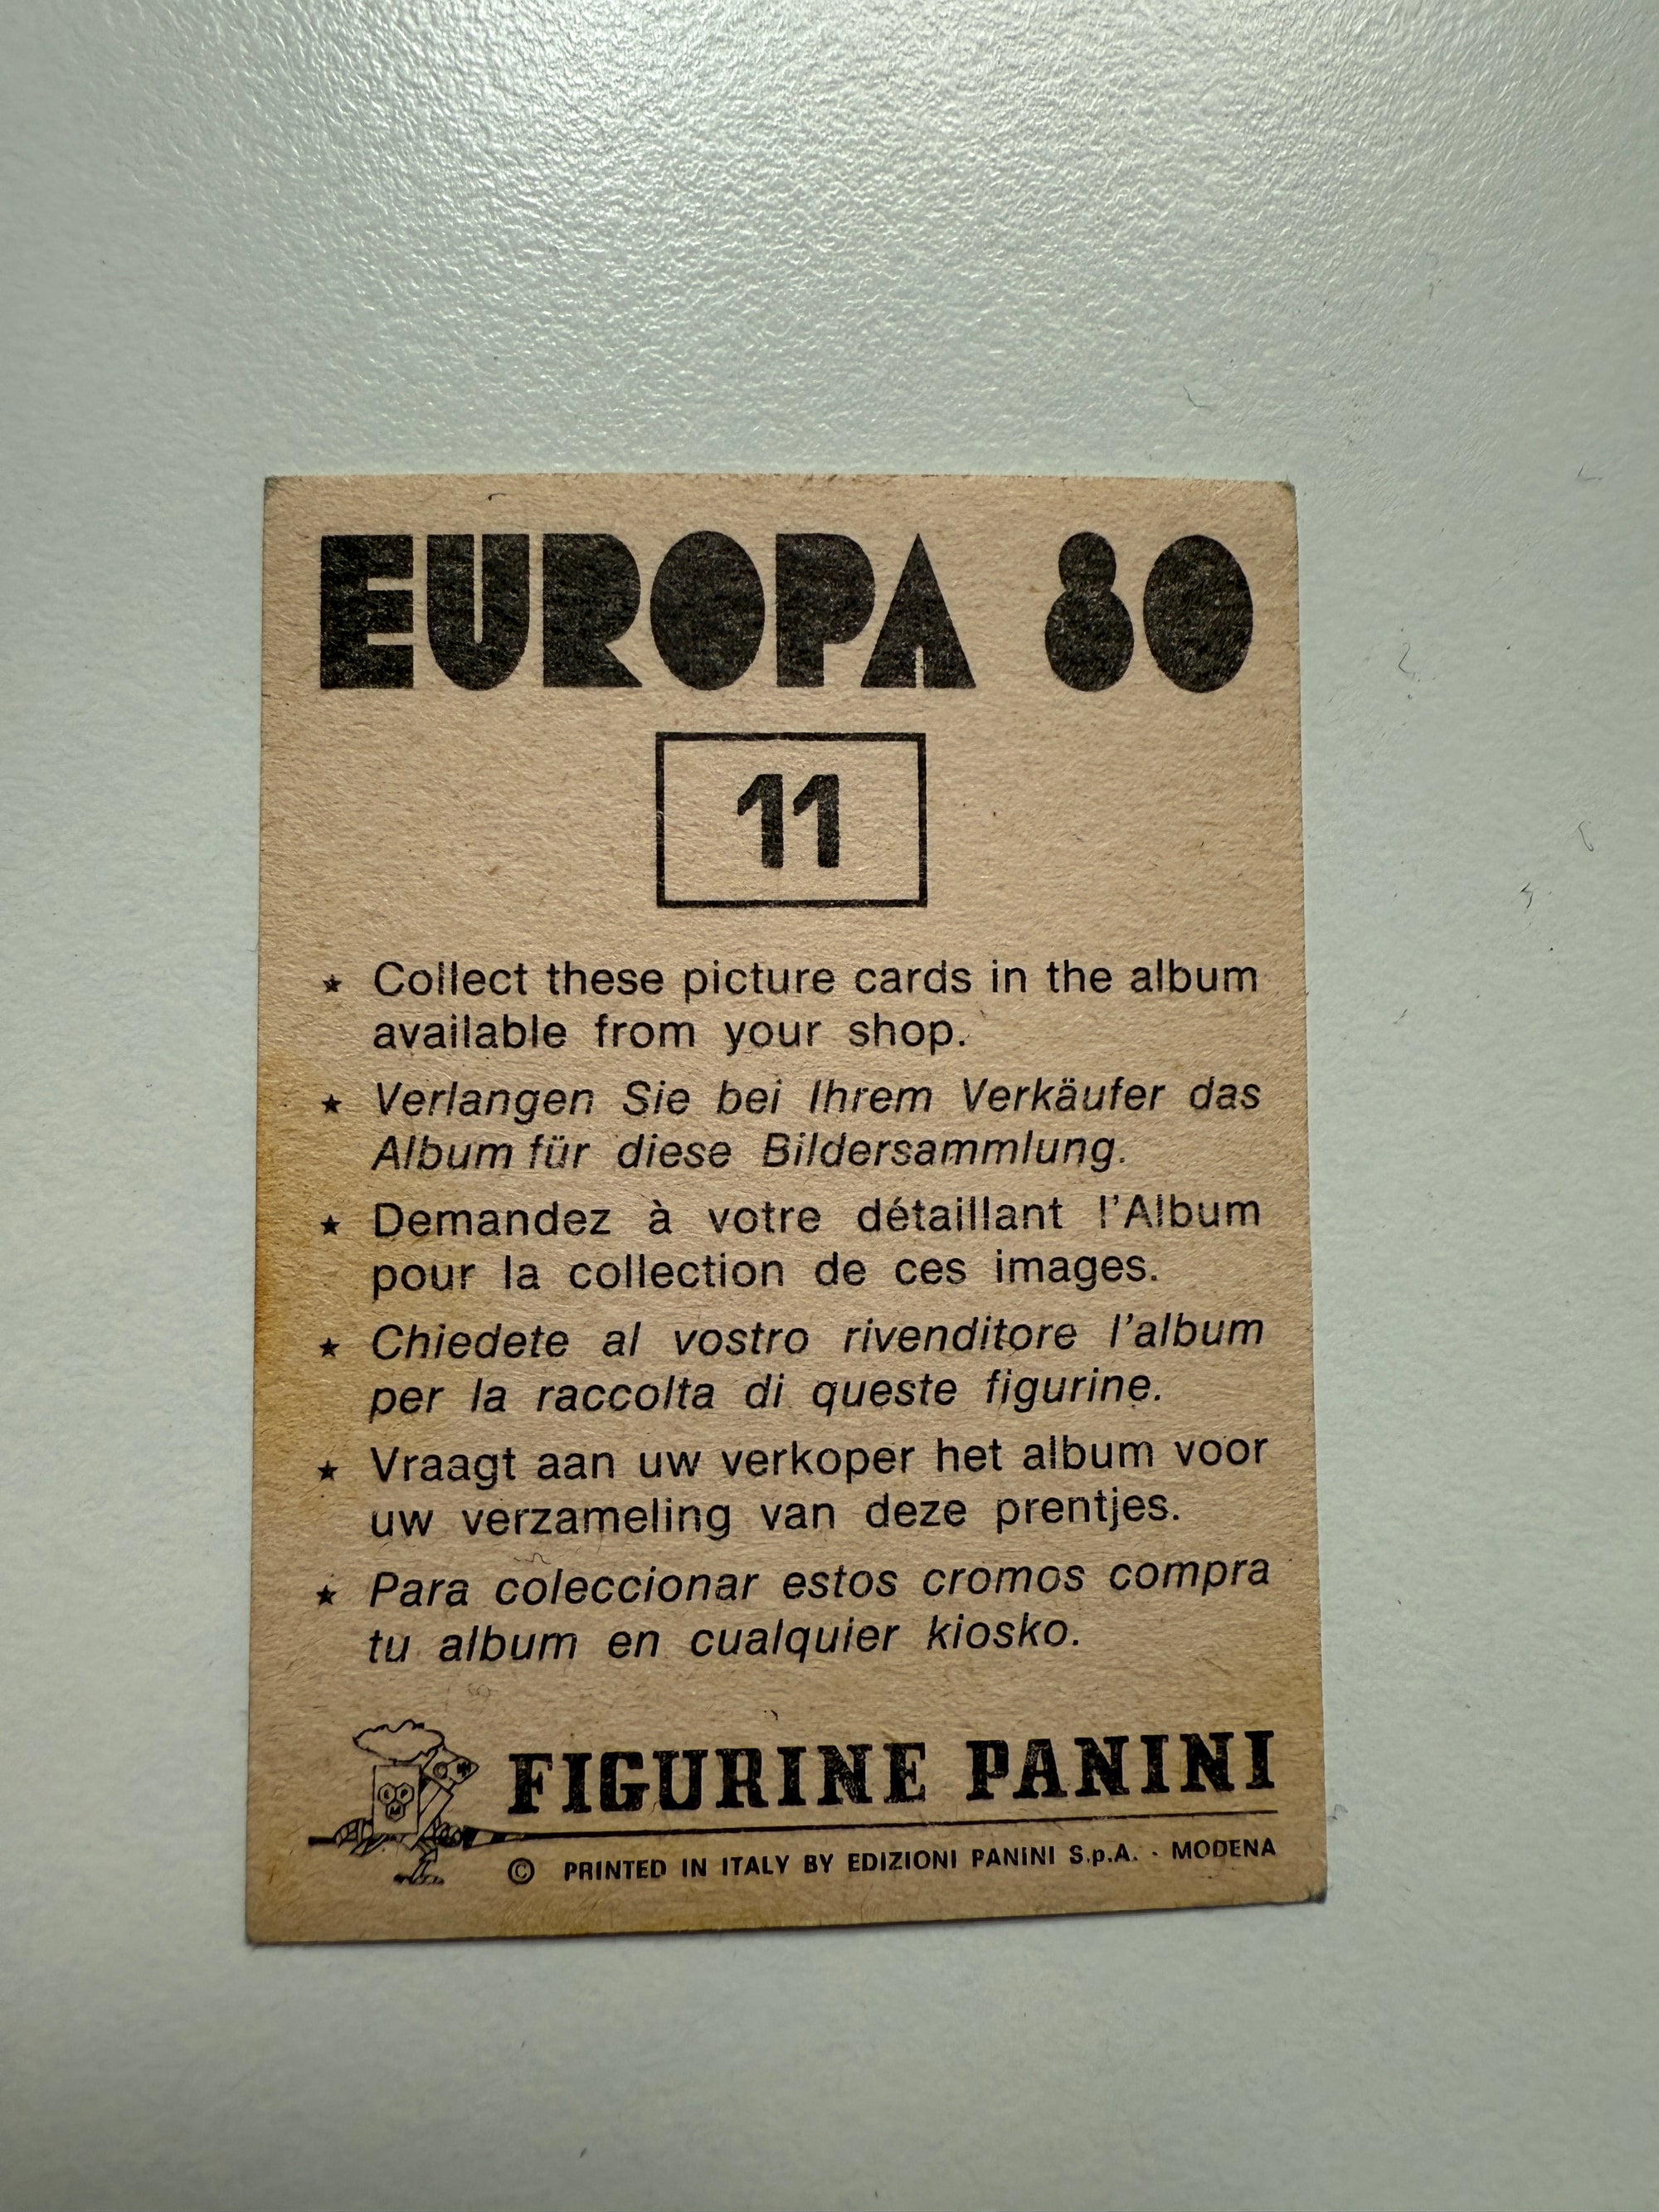 EUROPA 80
11
★ Collect these picture cards in the album
available from your shop.
★ Verlangen Sie bei Ihrem Verkäufer das
Album für diese Bildersammlung.
★ Demandez à votre détaillant l'Album
pour la collection de ces images.
★ Chiedete al vostro rivenditore l'album
per la raccolta di queste figurine.
★ Vraagt aan uw verkoper het album voor
uw verzameling van deze prentjes.
★ Para coleccionar estos cromos compra
tu album en cualquier kiosko.
FIGURINE PANINI
© PRINTED IN ITALY BY EDIZIONI PANINI S.p.A. - MODENA